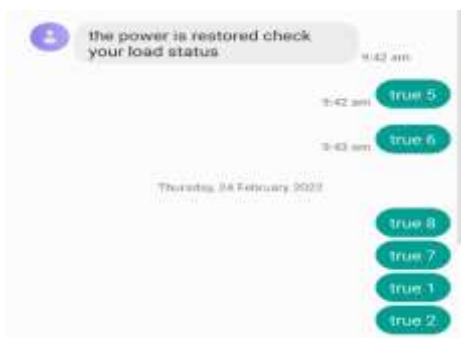 the power is restored check
your load status
9:42 am
9:42 am true 5
9:43 am true 6
Thursday, 24 February 2022
true 8
true 7
true 1
true 2